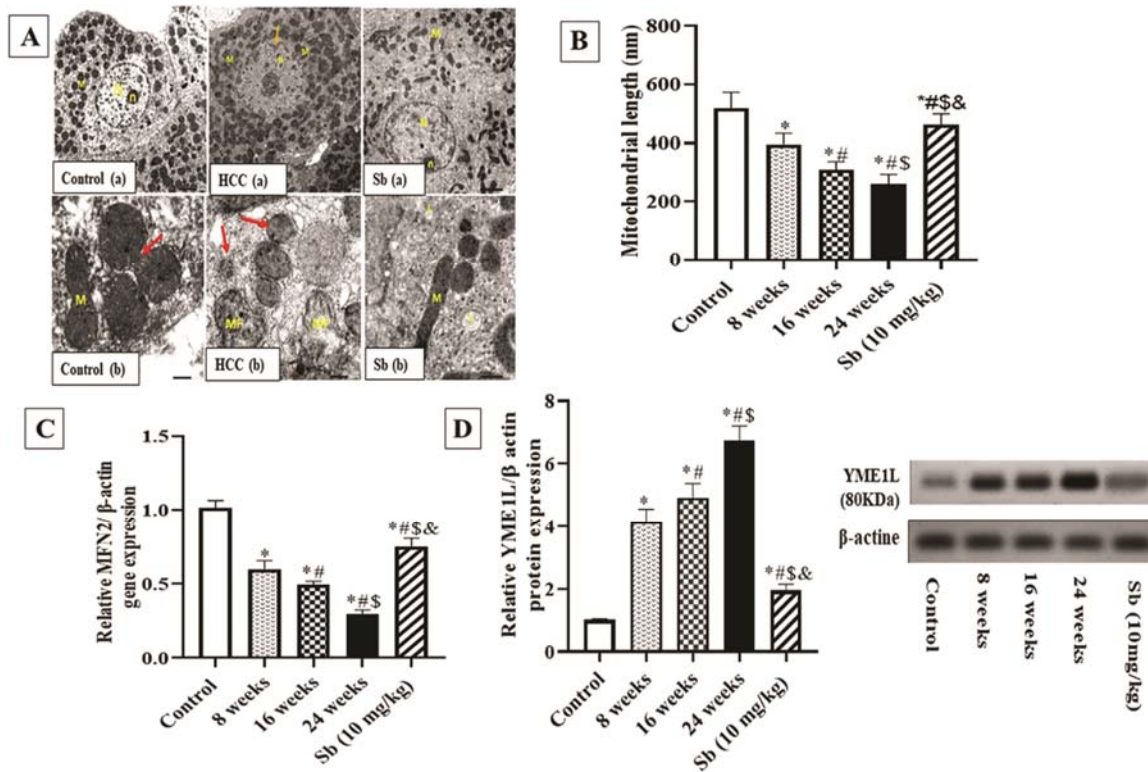 A
M
N
n
Control (a)
M
M
HCC (a)
M
N
n
Sb (a)
M
Control (b)
MF
HCC (b)
M
Sb (b)
B
Mitochondrial length (nm)
800
600
400
200
0
*
*#
*#$
*#$&
Control
8 weeks
16 weeks
24 weeks
Sb (10 mg/kg)
C
Relative MFN2/ β-actin
gene expression
1.5
1.0
0.5
0.0
*
*#
*#$
*#$&
Control
8 weeks
16 weeks
24 weeks
Sb (10 mg/kg)
D
Relative YME1L/β actin
protein expression
8
6
4
2
0
*
*#
*#$
*#$&
Control
8 weeks
16 weeks
24 weeks
Sb (10 mg/kg)
YME1L
(80KDa)
β-actine
Control
8 weeks
16 weeks
24 weeks
Sb (10mg/kg)